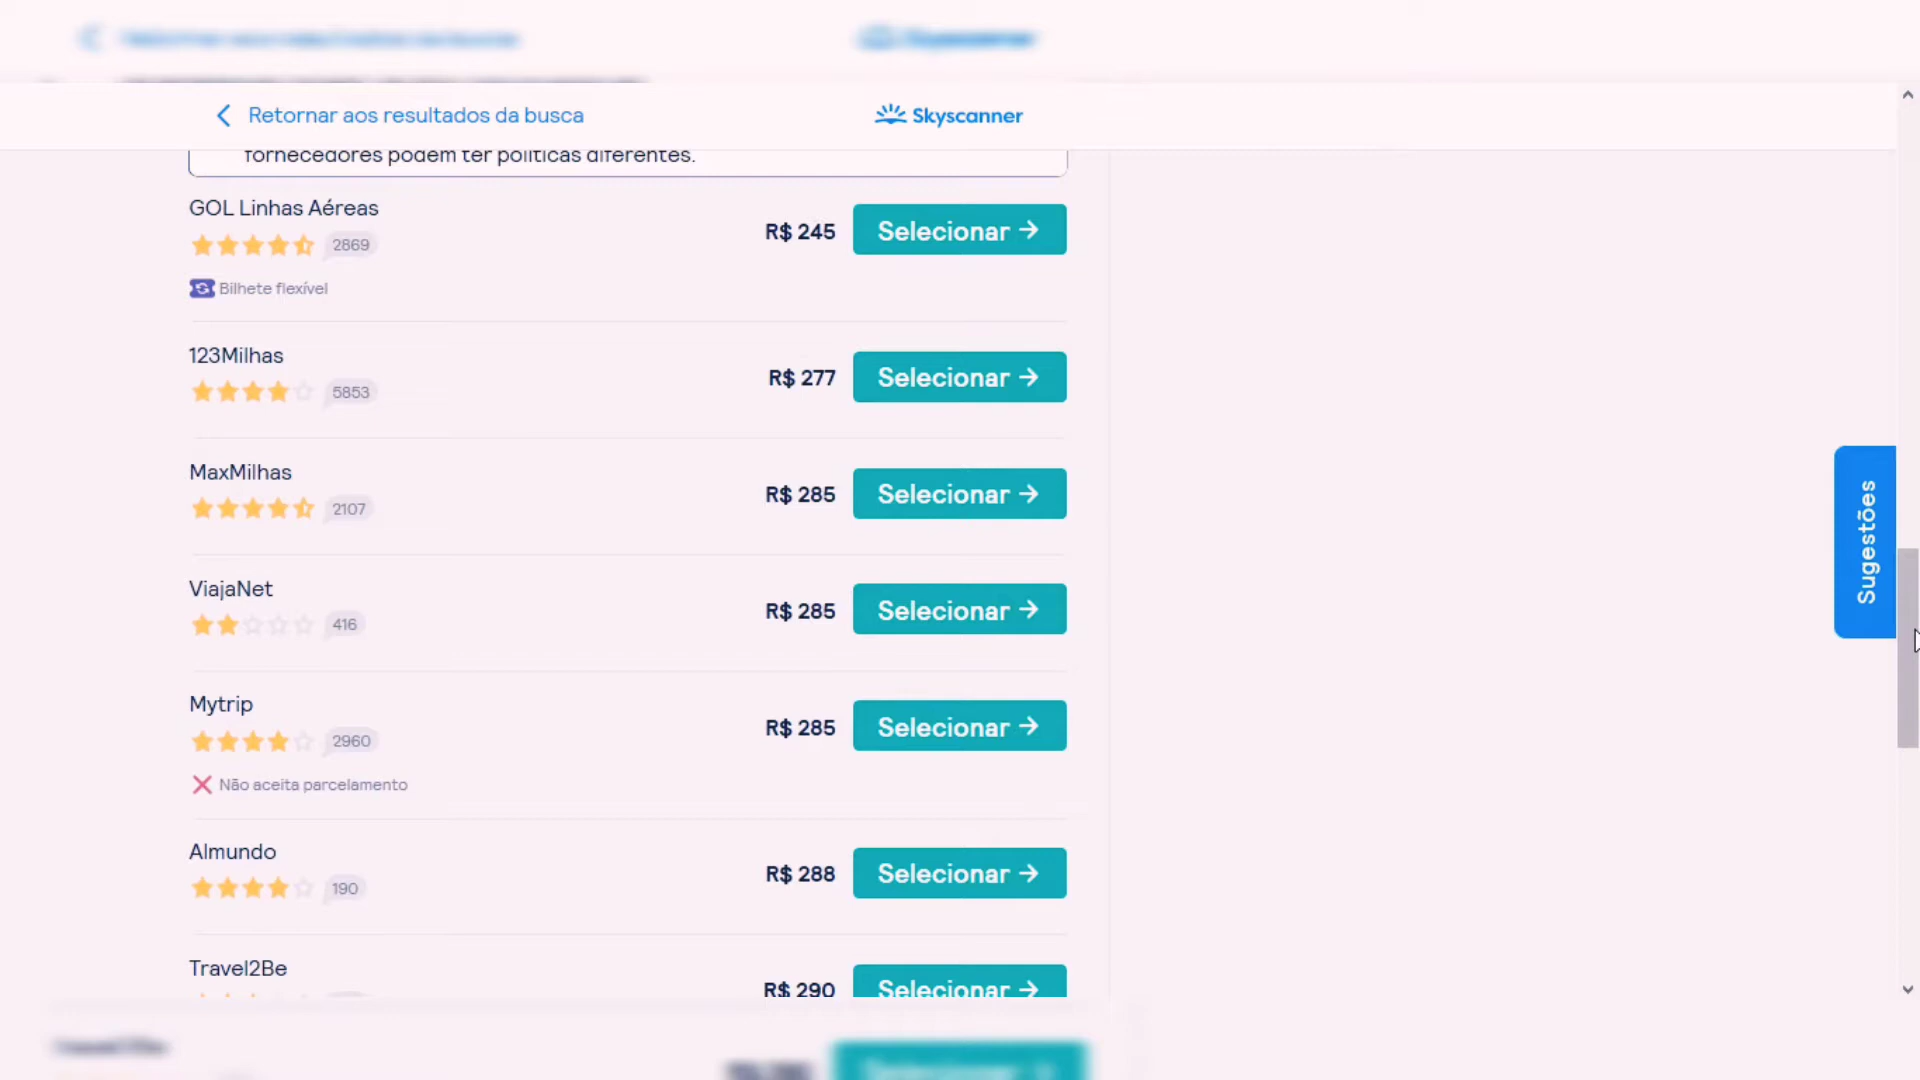 Retornar aos resultados da busca
Skyscanner
fornecedores podem ter políticas diferentes.
GOL Linhas Aéreas
2869
R$ 245
Selecionar →
Bilhete flexível
123Milhas
5853
R$ 277
Selecionar →
MaxMilhas
2107
R$ 285
Selecionar →
ViajaNet
416
R$ 285
Selecionar →
Mytrip
2960
R$ 285
Selecionar →
Não aceita parcelamento
Almundo
190
R$ 288
Selecionar →
Travel2Be
R$ 290
Selecionar →
Sugestões